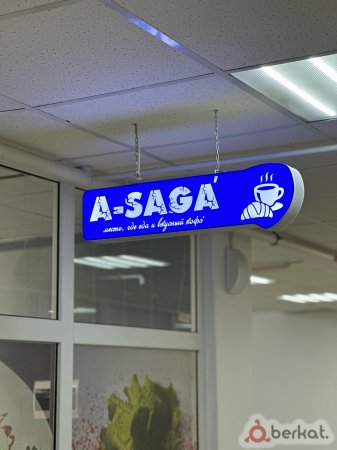 A-SAGA
место, где еда и вкусный кофе
berkat.